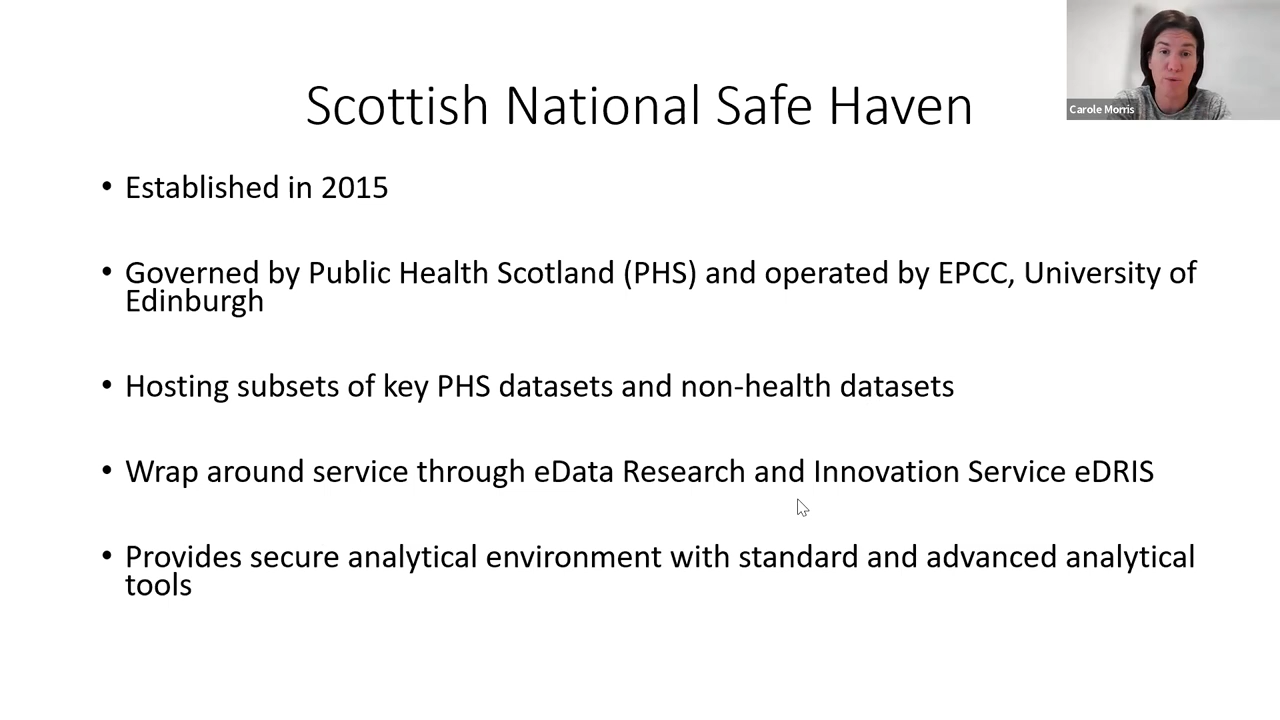 Scottish National Safe Haven
Carole Morris
• Established in 2015
• Governed by Public Health Scotland (PHS) and operated by EPCC, University of
Edinburgh
• Hosting subsets of key PHS datasets and non-health datasets
• Wrap around service through eData Research and Innovation Service eDRIS
• Provides secure analytical environment with standard and advanced analytical
tools